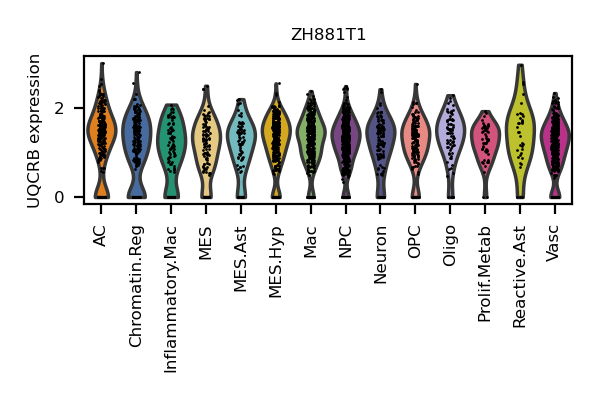 ZH881T1
UQCRB expression
2
0
AC
Chromatin.Reg
Inflammatory.Mac
MES
MES.Ast
MES.Hyp
Mac
NPC
Neuron
OPC
Oligo
Prolif.Metab
Reactive.Ast
Vasc